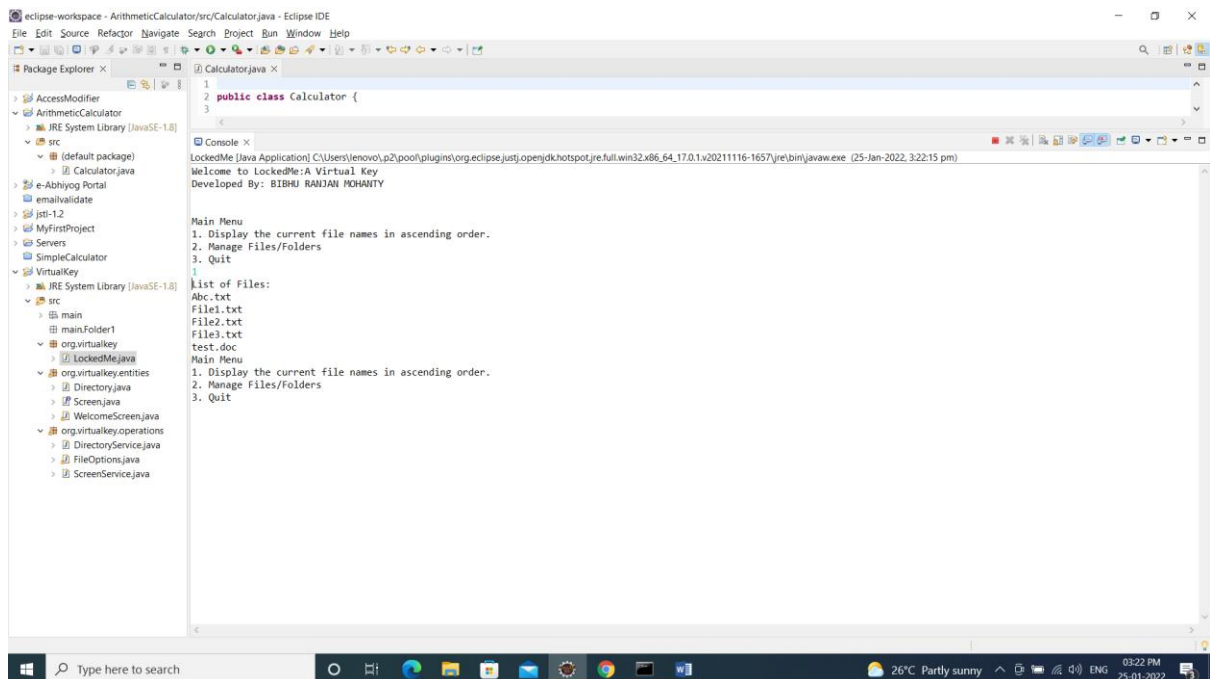 eclipse-workspace - ArithmeticCalculator/src/Calculator.java - Eclipse IDE
File Edit Source Refactor Navigate Search Project Run Window Help
Package Explorer
AccessModifier
ArithmeticCalculator
JRE System Library [JavaSE-1.8]
src
(default package)
Calculator.java
e-Abhiyog Portal
emailvalidate
jstl-1.2
MyFirstProject
Servers
SimpleCalculator
VirtualKey
JRE System Library [JavaSE-1.8]
src
main
main.Folder1
org.virtualkey
LockedMe.java
org.virtualkey.entities
Directory.java
Screen.java
WelcomeScreen.java
org.virtualkey.operations
DirectoryService.java
FileOptions.java
ScreenService.java
Calculator.java
1
2 public class Calculator {
3
Console
LockedMe [Java Application] C:\Users\lenovo\.p2\pool\plugins\org.eclipse.justj.openjdk.hotspot.jre.full.win32.x86_64_17.0.1.v20211116-1657\jre\bin\javaw.exe (25-Jan-2022, 3:22:15 pm)
Welcome to LockedMe:A Virtual Key
Developed By: BIBHU RANJAN MOHANTY
Main Menu
1. Display the current file names in ascending order.
2. Manage Files/Folders
3. Quit
1
List of Files:
Abc.txt
File1.txt
File2.txt
File3.txt
test.doc
Main Menu
1. Display the current file names in ascending order.
2. Manage Files/Folders
3. Quit
Type here to search
26°C Partly sunny
ENG
03:22 PM
25-01-2022
3